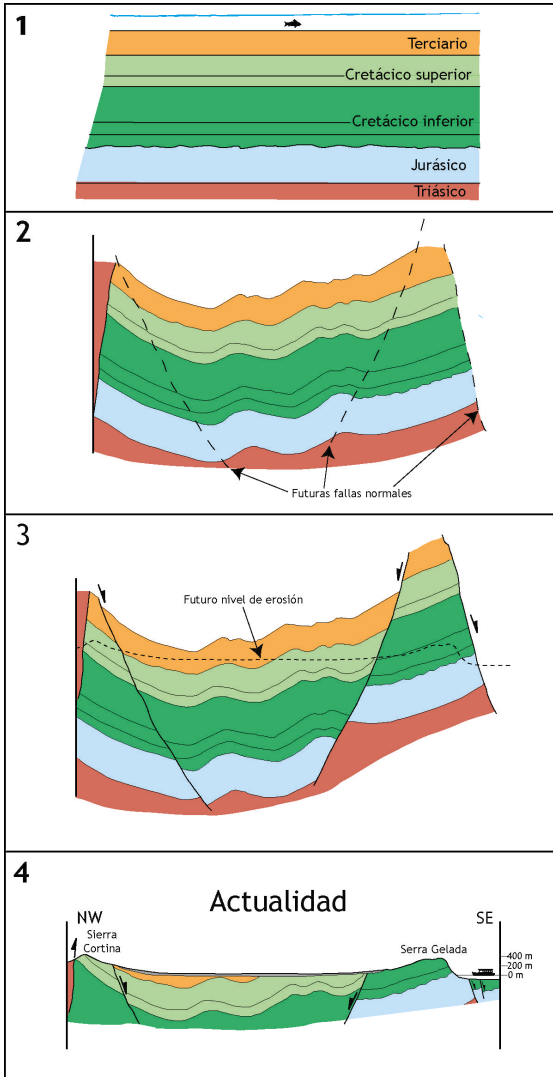 1
Terciario
Cretácico superior
Cretácico inferior
Jurásico
Triásico
2
Futuras fallas normales
3
Futuro nivel de erosión
4
Actualidad
NW
SE
Sierra
Cortina
Serra Gelada
400 m
200 m
0 m